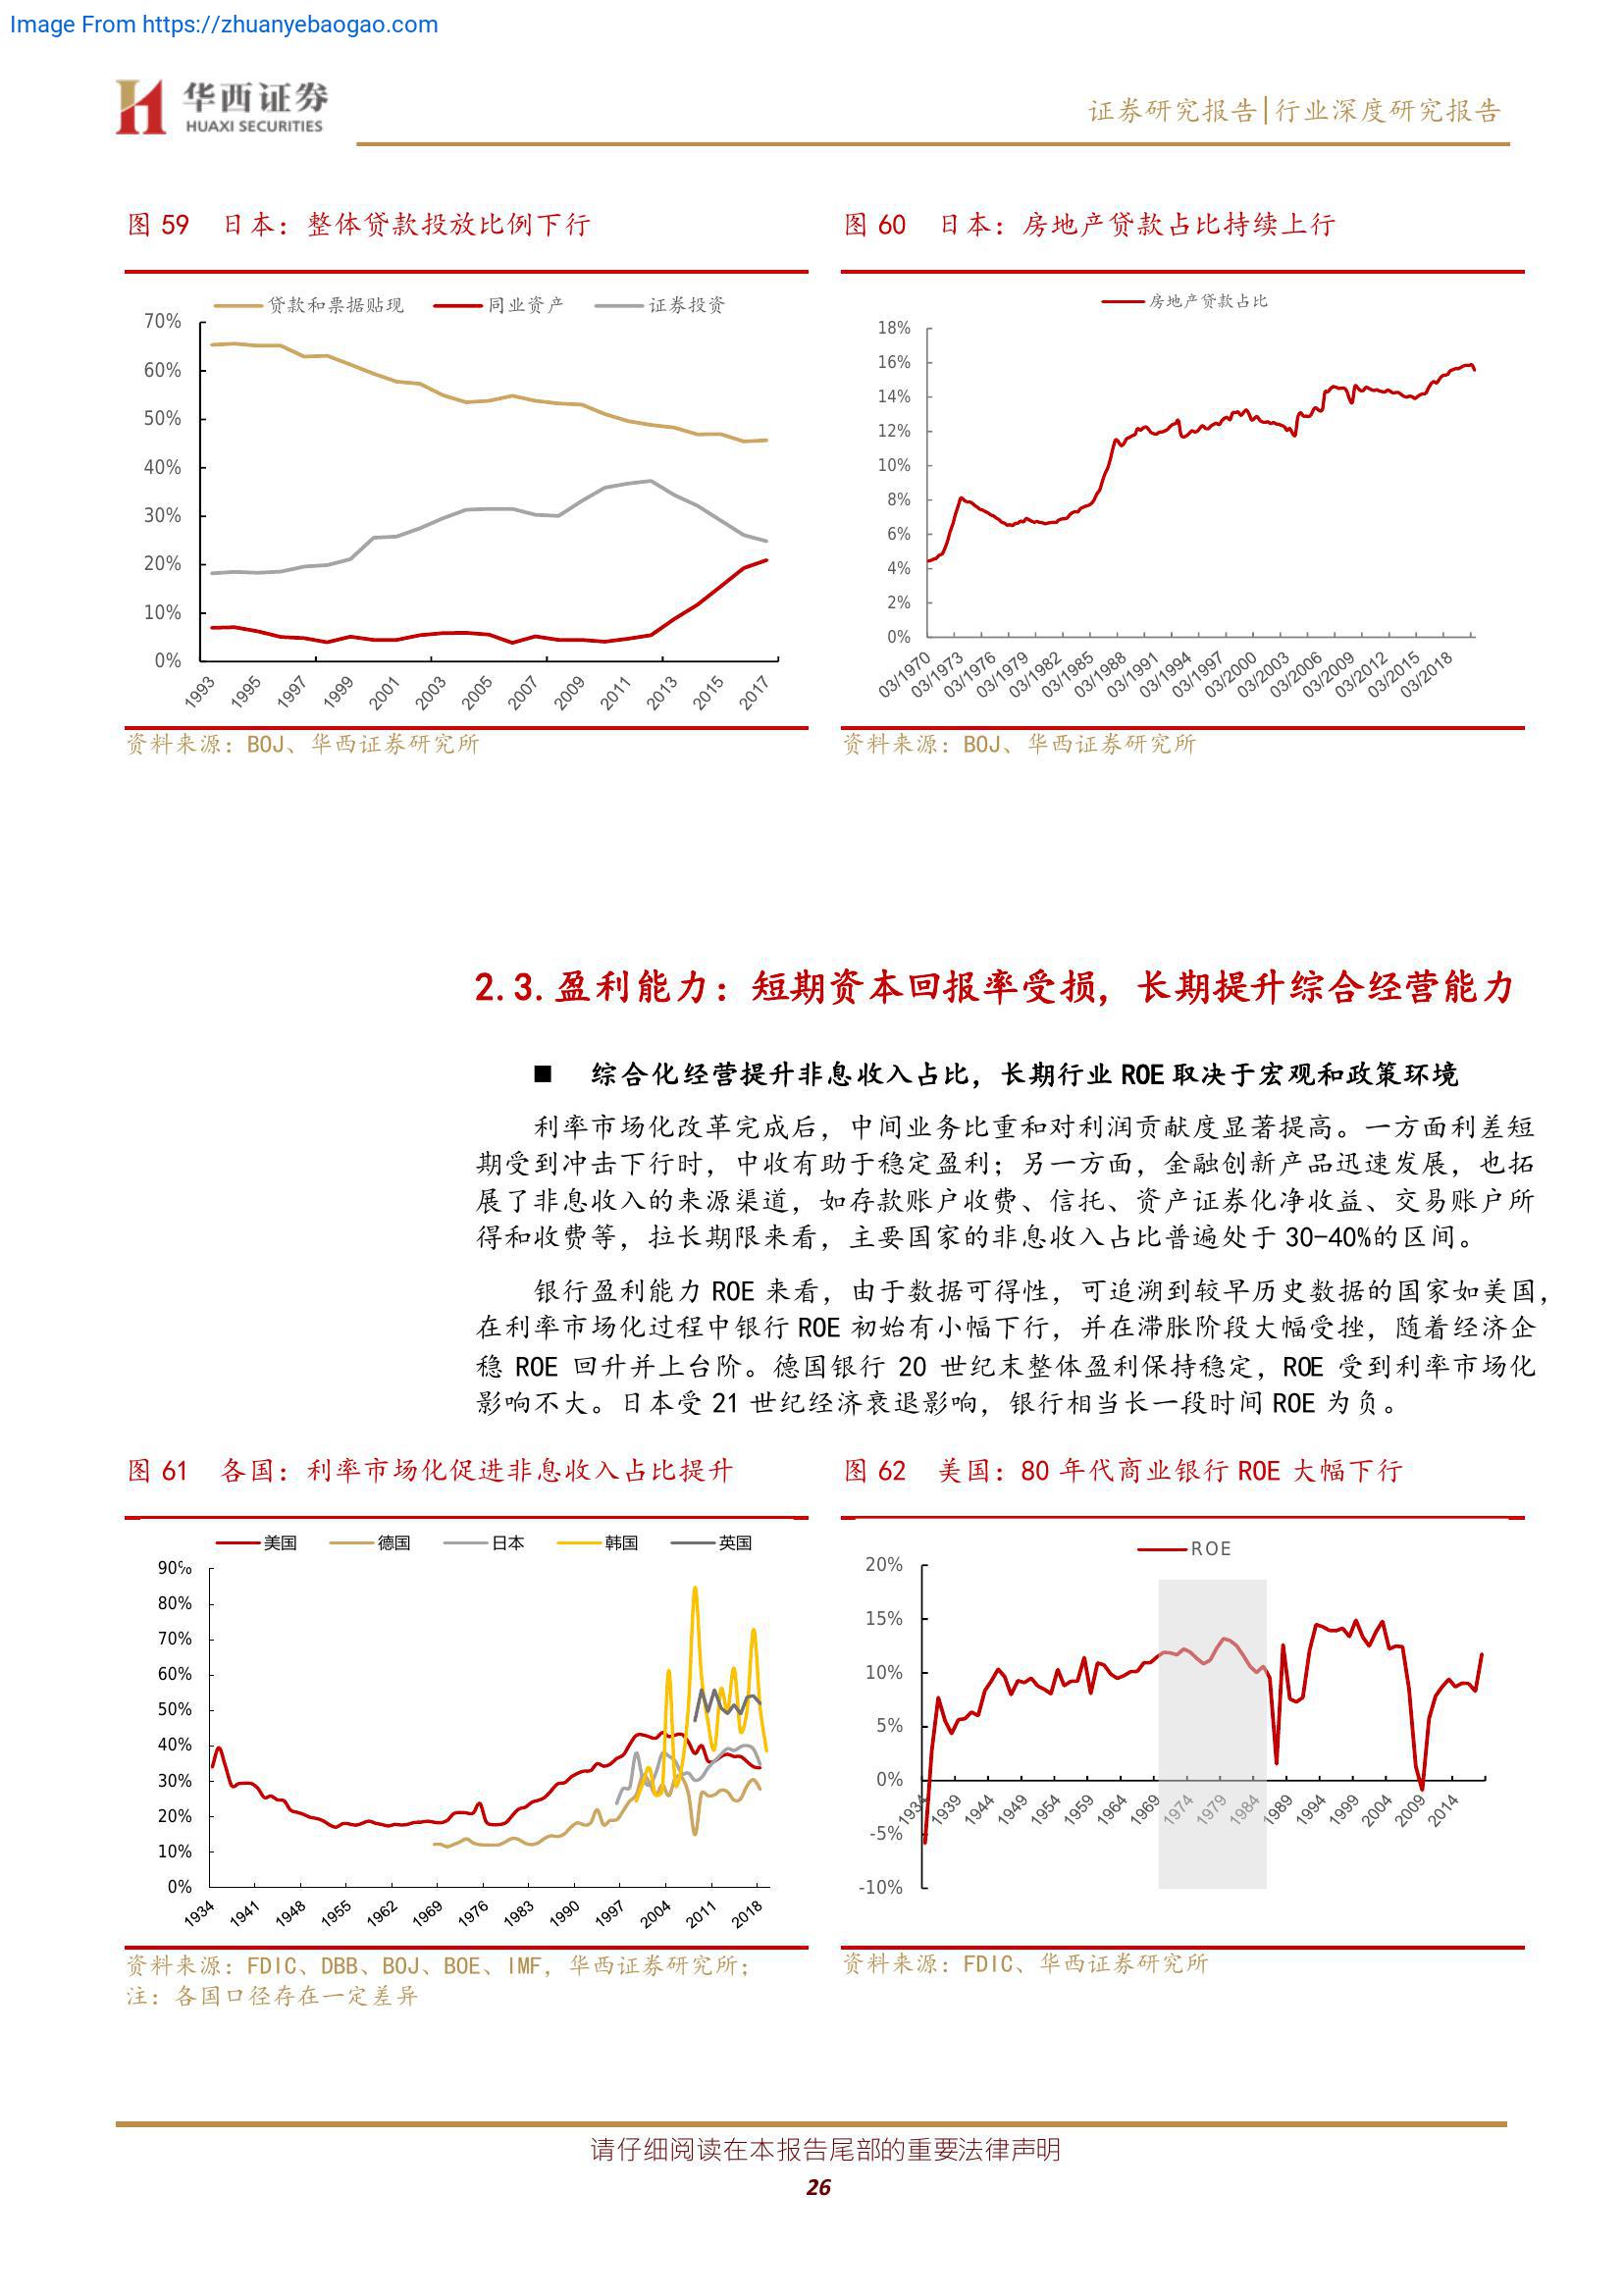 Image From https://zhuanyebaogao.com
华西证券
HUAXI SECURITIES
证券研究报告|行业深度研究报告
图 59 日本：整体贷款投放比例下行
贷款和票据贴现 同业资产 证券投资
70%
60%
50%
40%
30%
20%
10%
0%
1993 1995 1997 1999 2001 2003 2005 2007 2009 2011 2013 2015 2017
资料来源：BOJ、华西证券研究所
图 60 日本：房地产贷款占比持续上行
房地产贷款占比
18%
16%
14%
12%
10%
8%
6%
4%
2%
0%
03/1970 03/1973 03/1976 03/1979 03/1982 03/1985 03/1988 03/1991 03/1994 03/1997 03/2000 03/2003 03/2006 03/2009 03/2012 03/2015 03/2018
资料来源：BOJ、华西证券研究所
2.3.盈利能力：短期资本回报率受损，长期提升综合经营能力
■ 综合化经营提升非息收入占比，长期行业 ROE 取决于宏观和政策环境
利率市场化改革完成后，中间业务比重和对利润贡献度显著提高。一方面利差短
期受到冲击下行时，中收有助于稳定盈利；另一方面，金融创新产品迅速发展，也拓
展了非息收入的来源渠道，如存款账户收费、信托、资产证券化净收益、交易账户所
得和收费等，拉长期限来看，主要国家的非息收入占比普遍处于 30-40%的区间。
银行盈利能力 ROE 来看，由于数据可得性，可追溯到较早历史数据的国家如美国，
在利率市场化过程中银行 ROE 初始有小幅下行，并在滞胀阶段大幅受挫，随着经济企
稳 ROE 回升并上台阶。德国银行 20 世纪末整体盈利保持稳定，ROE 受到利率市场化
影响不大。日本受 21 世纪经济衰退影响，银行相当长一段时间 ROE 为负。
图 61 各国：利率市场化促进非息收入占比提升
美国 德国 日本 韩国 英国
90%
80%
70%
60%
50%
40%
30%
20%
10%
0%
1934 1941 1948 1955 1962 1969 1976 1983 1990 1997 2004 2011 2018
资料来源：FDIC、DBB、BOJ、BOE、IMF，华西证券研究所；
注：各国口径存在一定差异
图 62 美国：80 年代商业银行 ROE 大幅下行
ROE
20%
15%
10%
5%
0%
-5%
-10%
1934 1939 1944 1949 1954 1959 1964 1969 1974 1979 1984 1989 1994 1999 2004 2009 2014
资料来源：FDIC、华西证券研究所
请仔细阅读在本报告尾部的重要法律声明
26